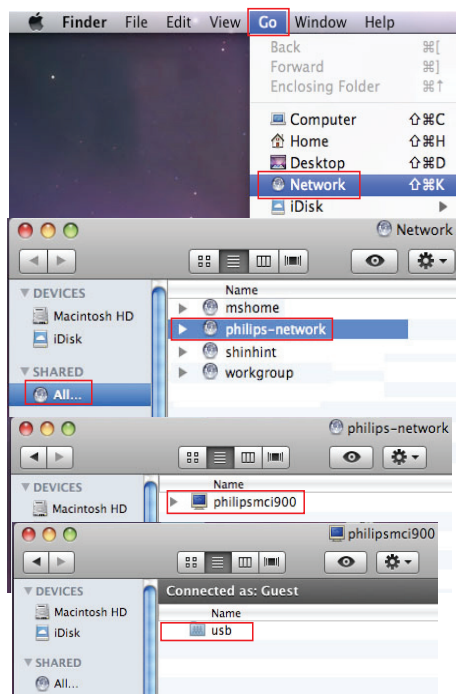 Finder File Edit View Go Window Help
Back ⌘[
Forward ⌘]
Enclosing Folder ⌘↑
Computer ⇧⌘C
Home ⇧⌘H
Desktop ⇧⌘D
Network ⇧⌘K
iDisk ▶
Network
▼ DEVICES
Macintosh HD
iDisk
▼ SHARED
All...
Name
mshome
philips-network
shinhint
workgroup
philips-network
▼ DEVICES
Macintosh HD
Name
philipsmci900
philipsmci900
Connected as: Guest
▼ DEVICES
Macintosh HD
iDisk
▼ SHARED
All...
Name
usb